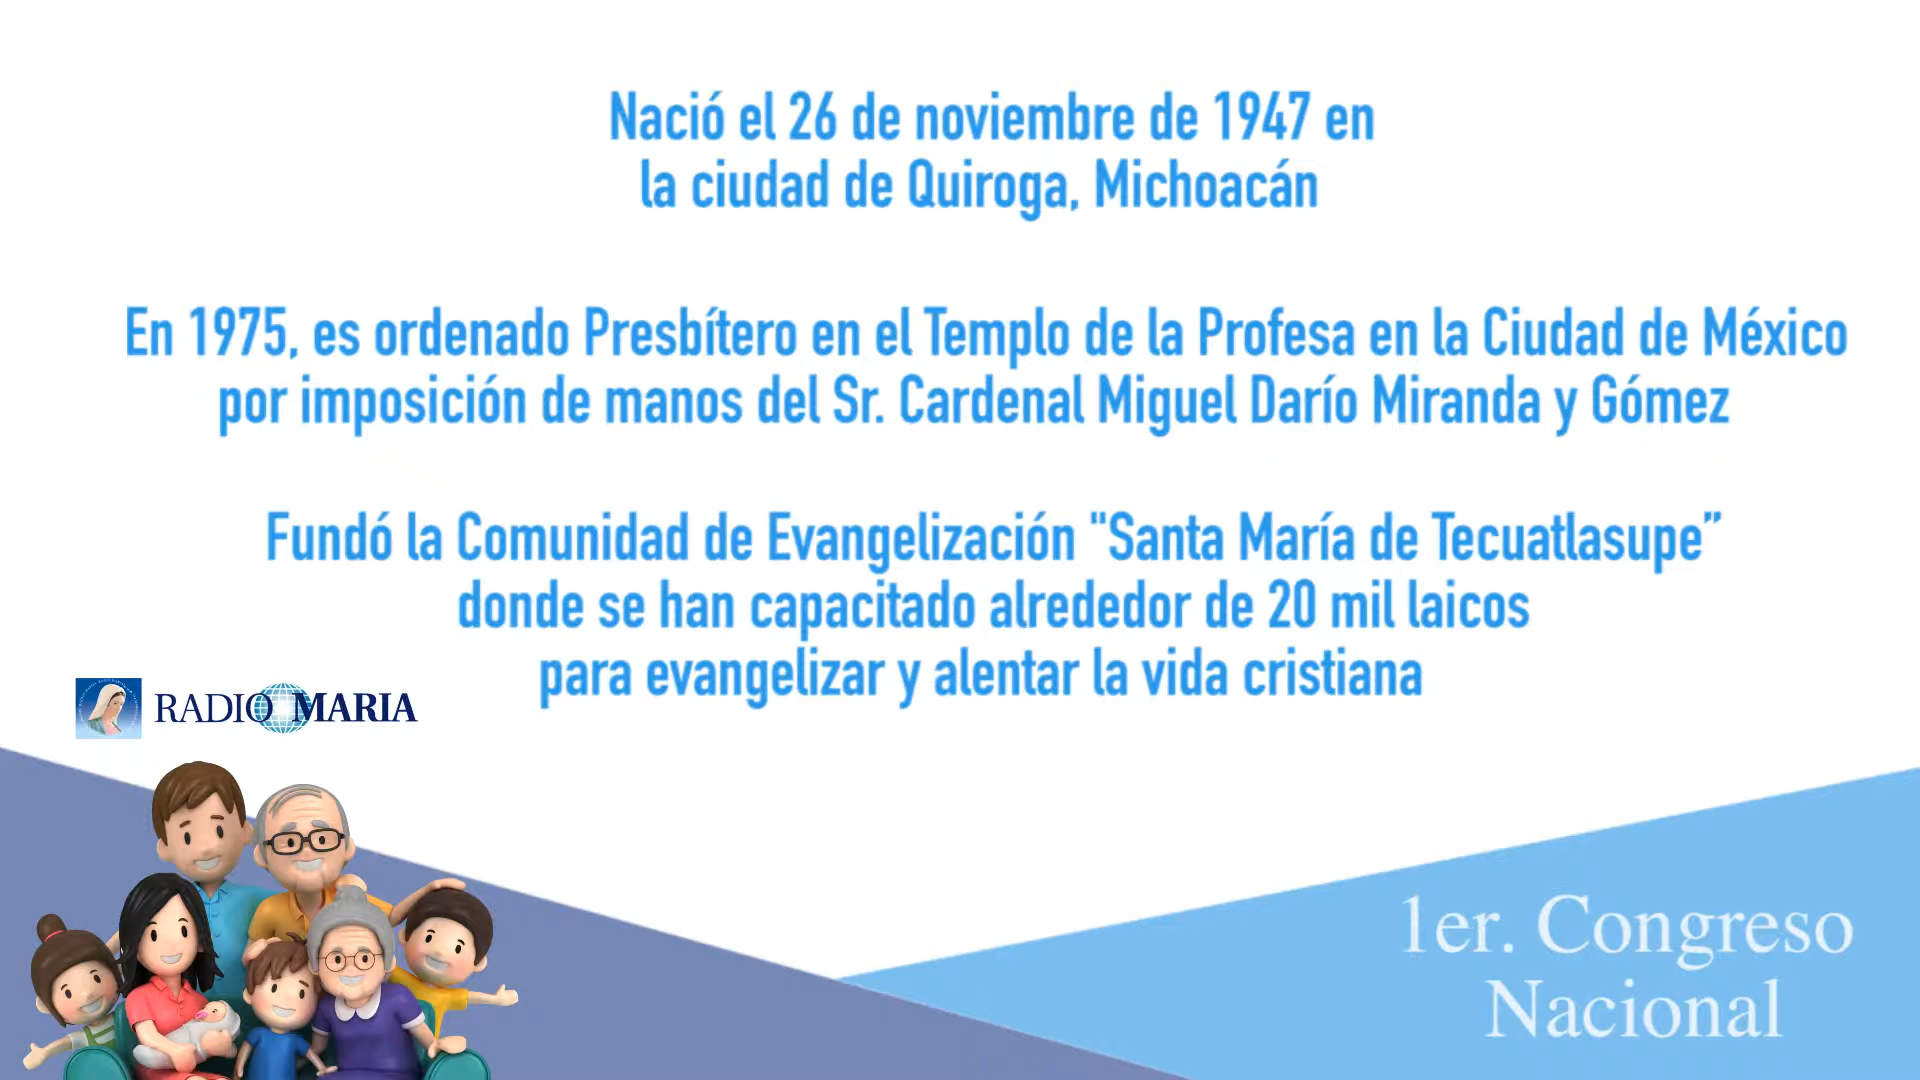 Nació el 26 de noviembre de 1947 en
la ciudad de Quiroga, Michoacán
En 1975, es ordenado Presbítero en el Templo de la Profesa en la Ciudad de México
por imposición de manos del Sr. Cardenal Miguel Darío Miranda y Gómez
Fundó la Comunidad de Evangelización "Santa María de Tecuatlasupe”
donde se han capacitado alrededor de 20 mil laicos
para evangelizar y alentar la vida cristiana
RADIO MARIA
1er. Congreso
Nacional